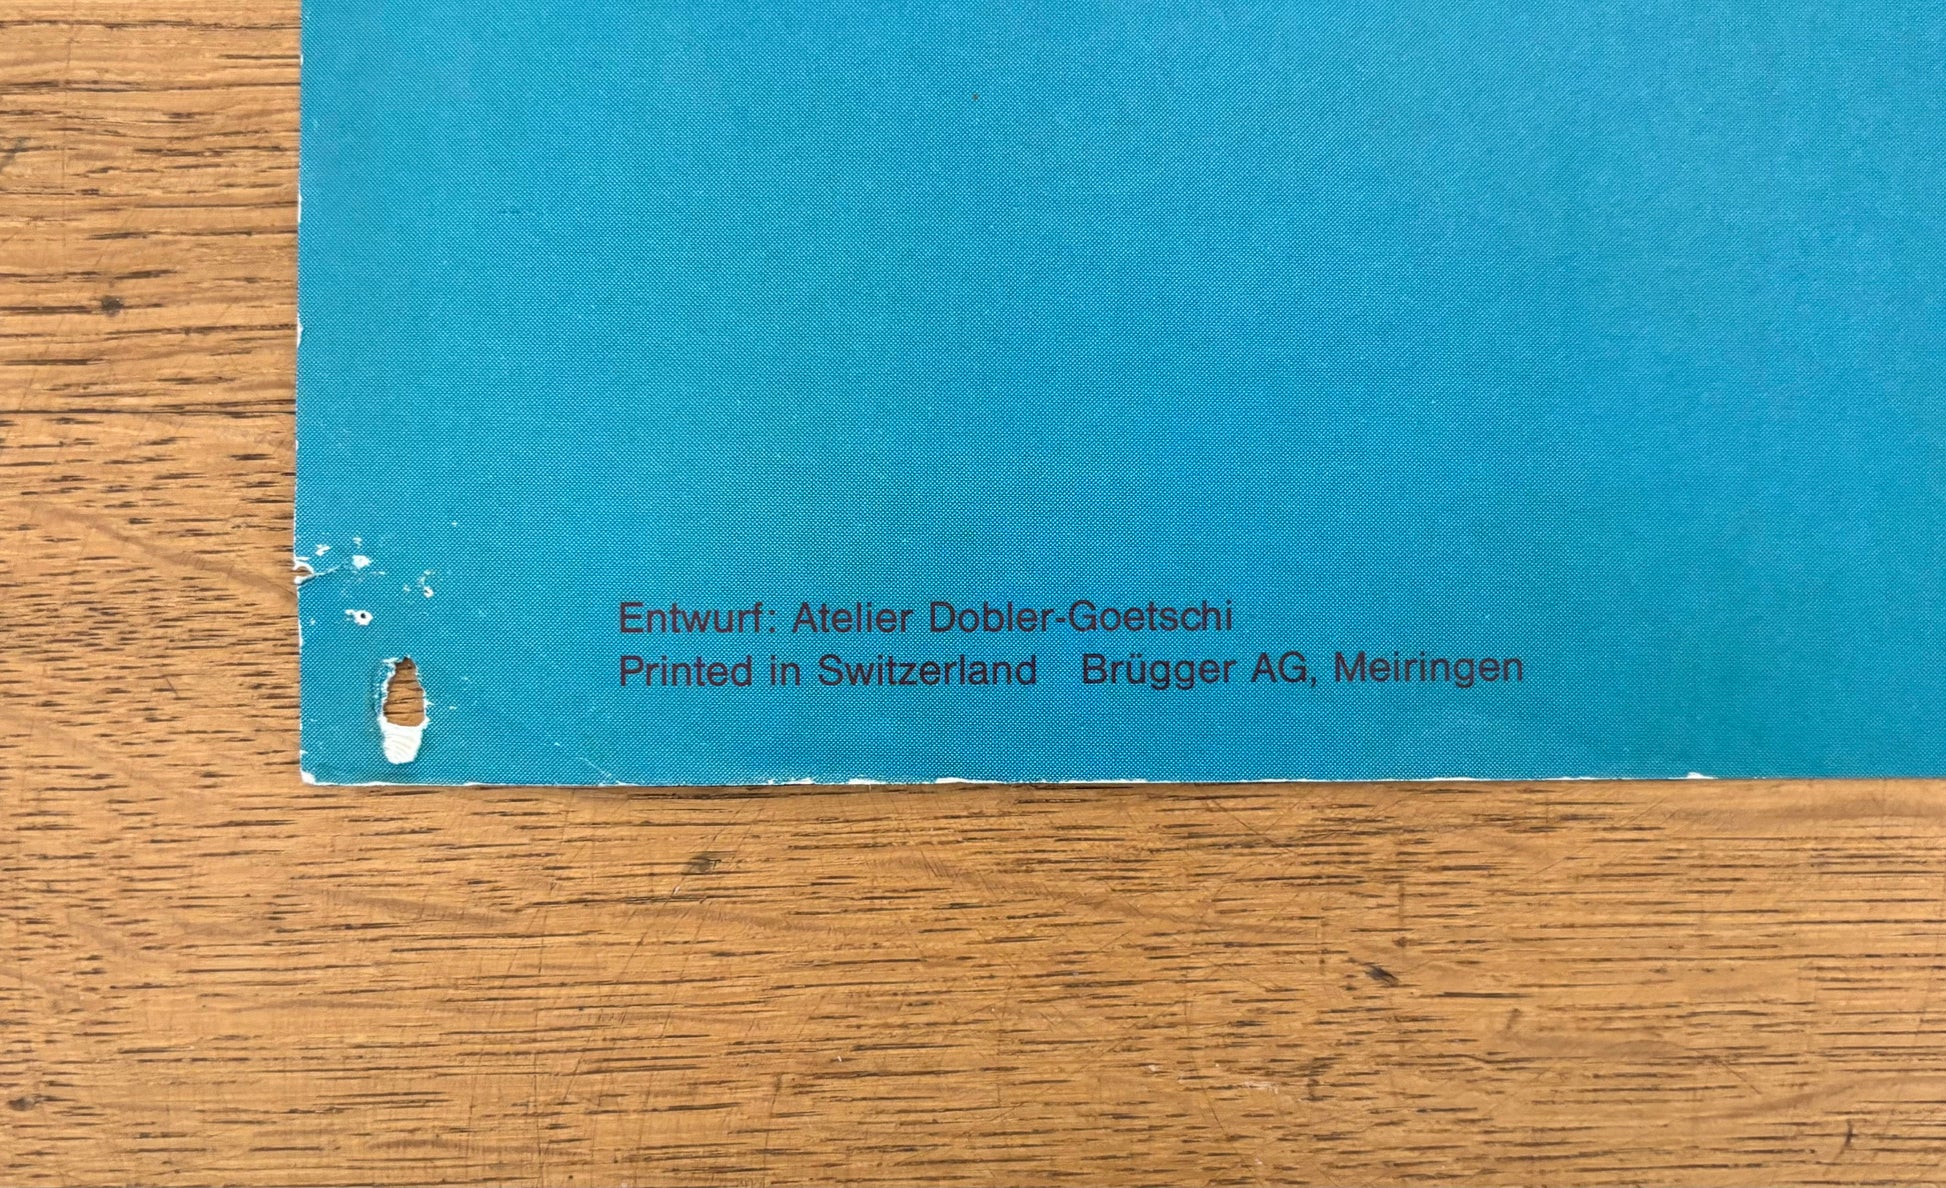 Entwurf: Atelier Dobler-Goetschi
Printed in Switzerland Brügger AG, Meiringen